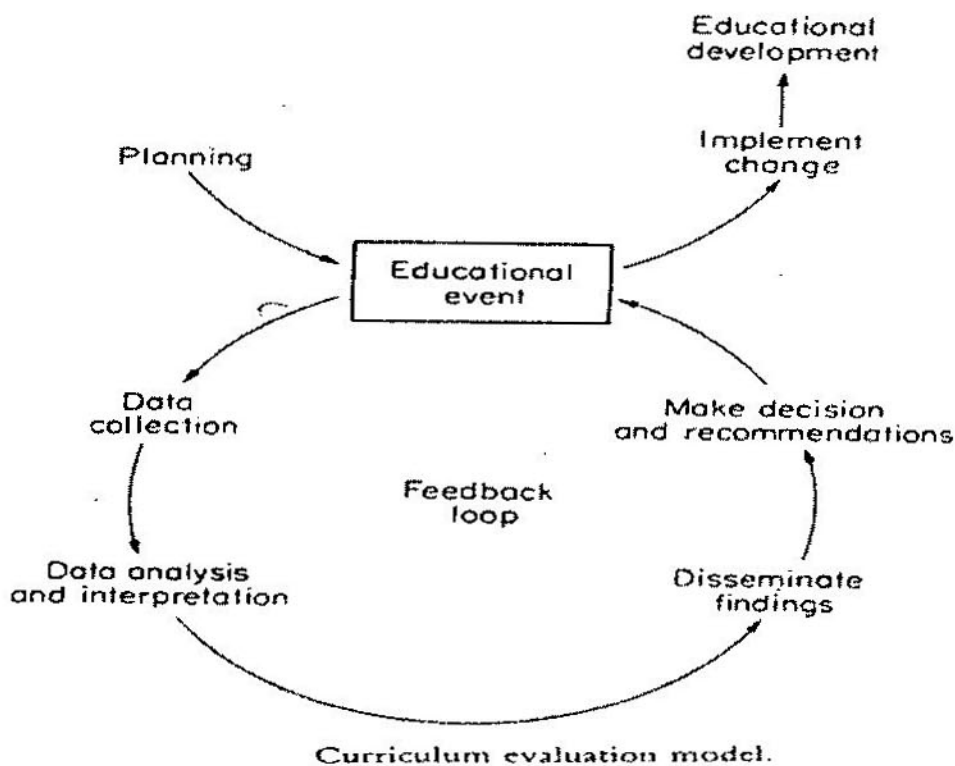 Educational
development
Implement
change
Planning
Educational
event
Data
collection
Make decision
and recommendations
Feedback
loop
Data analysis
and interpretation
Disseminate
findings
Curriculum evaluation model.